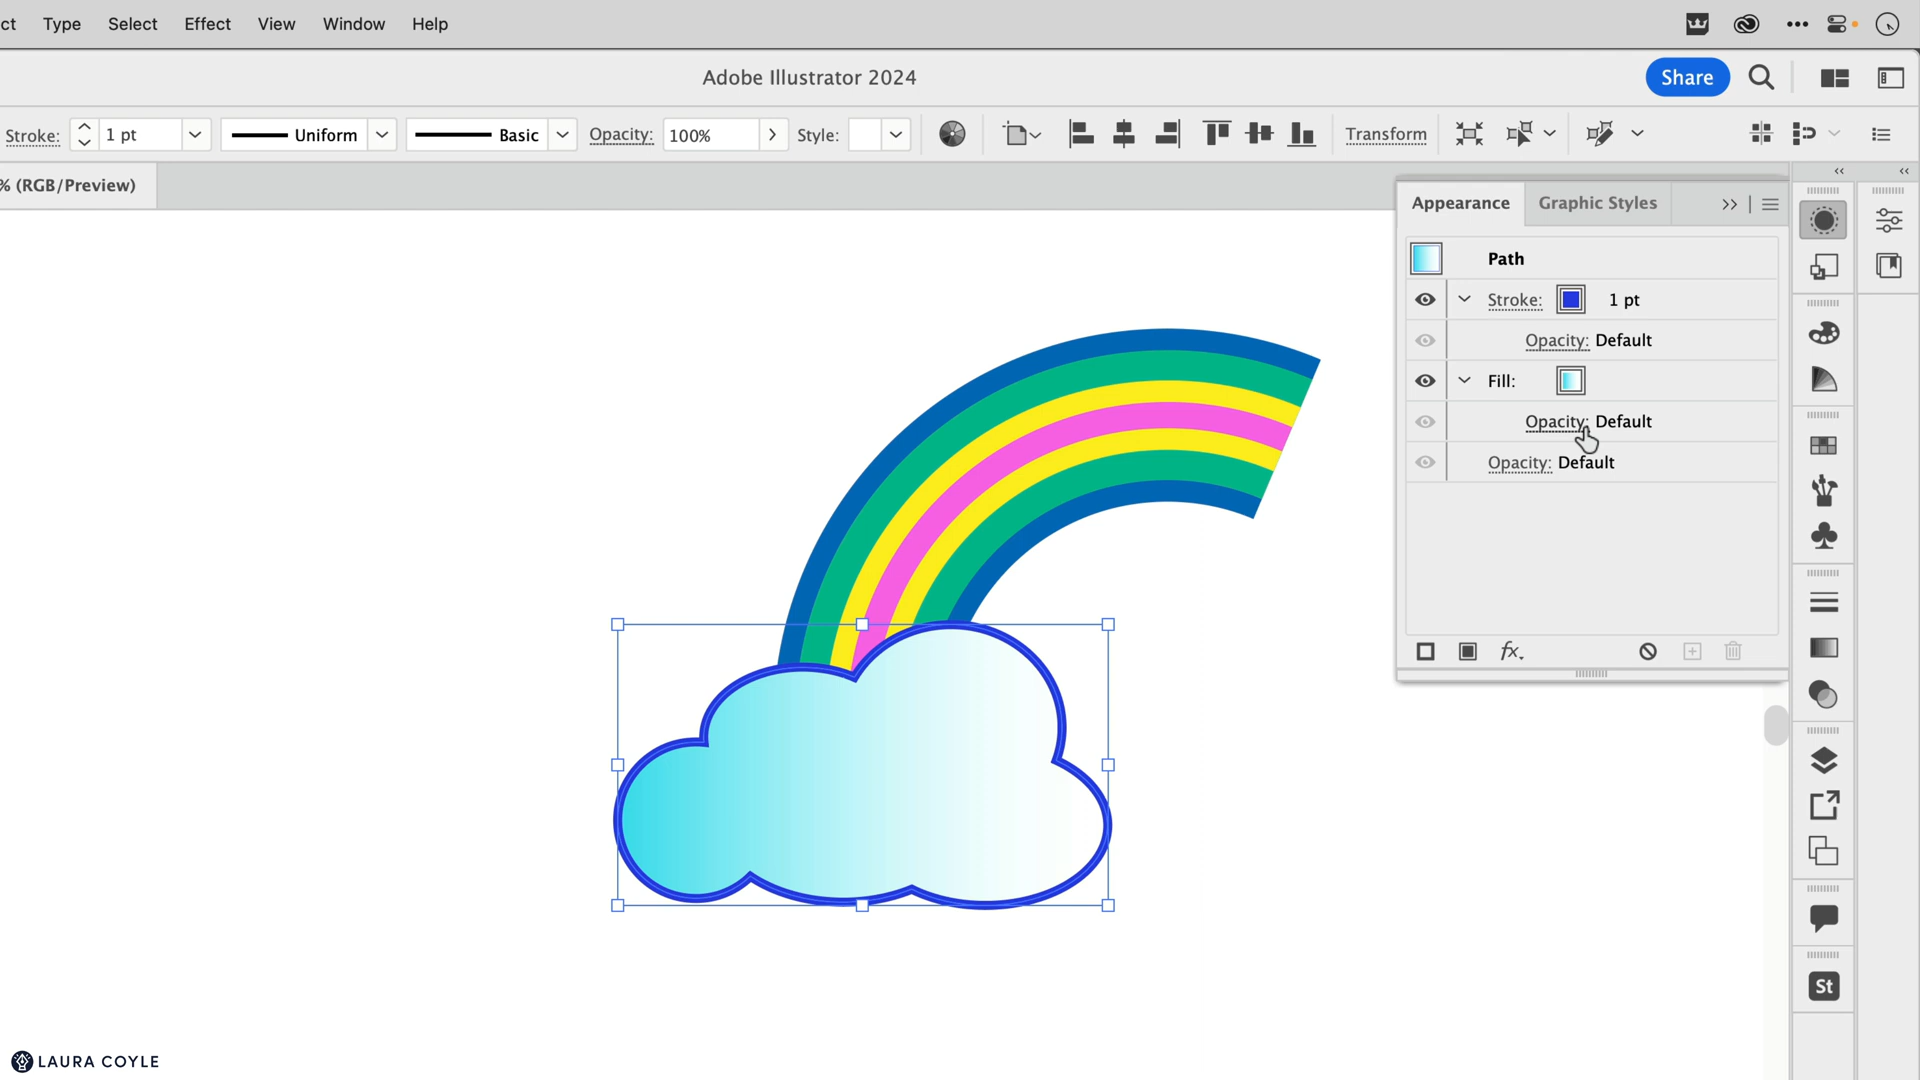 ct Type Select Effect View Window Help
Adobe Illustrator 2024
Share
Stroke: 1 pt Uniform Basic Opacity: 100% Style: Transform
% (RGB/Preview)
Appearance Graphic Styles
Path
Stroke: 1 pt
Opacity: Default
Fill:
Opacity: Default
Opacity: Default
fx
St
LAURA COYLE